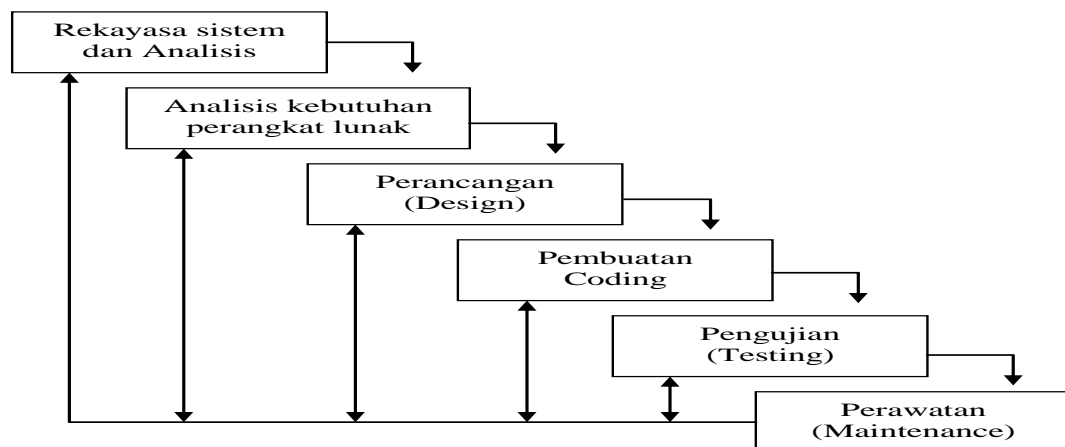 Rekayasa sistem
dan Analisis
Analisis kebutuhan
perangkat lunak
Perancangan
(Design)
Pembuatan
Coding
Pengujian
(Testing)
Perawatan
(Maintenance)